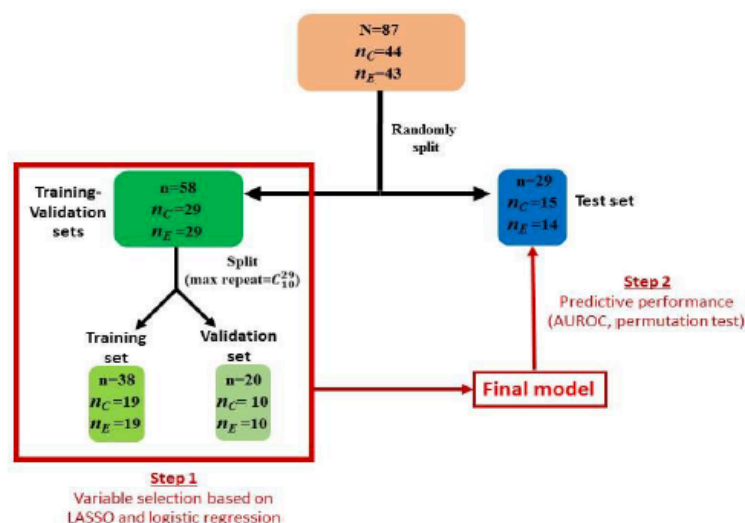 N=87
n_C=44
n_E=43
Randomly
split
Training-
Validation
sets
n=58
n_C=29
n_E=29
n=29
n_C=15
n_E=14
Test set
Split
(max repeat=C_{10}^{29})
Training
set
n=38
n_C=19
n_E=19
Validation
set
n=20
n_C= 10
n_E=10
Step 2
Predictive performance
(AUROC, permutation test)
Final model
Step 1
Variable selection based on
LASSO and logistic regression